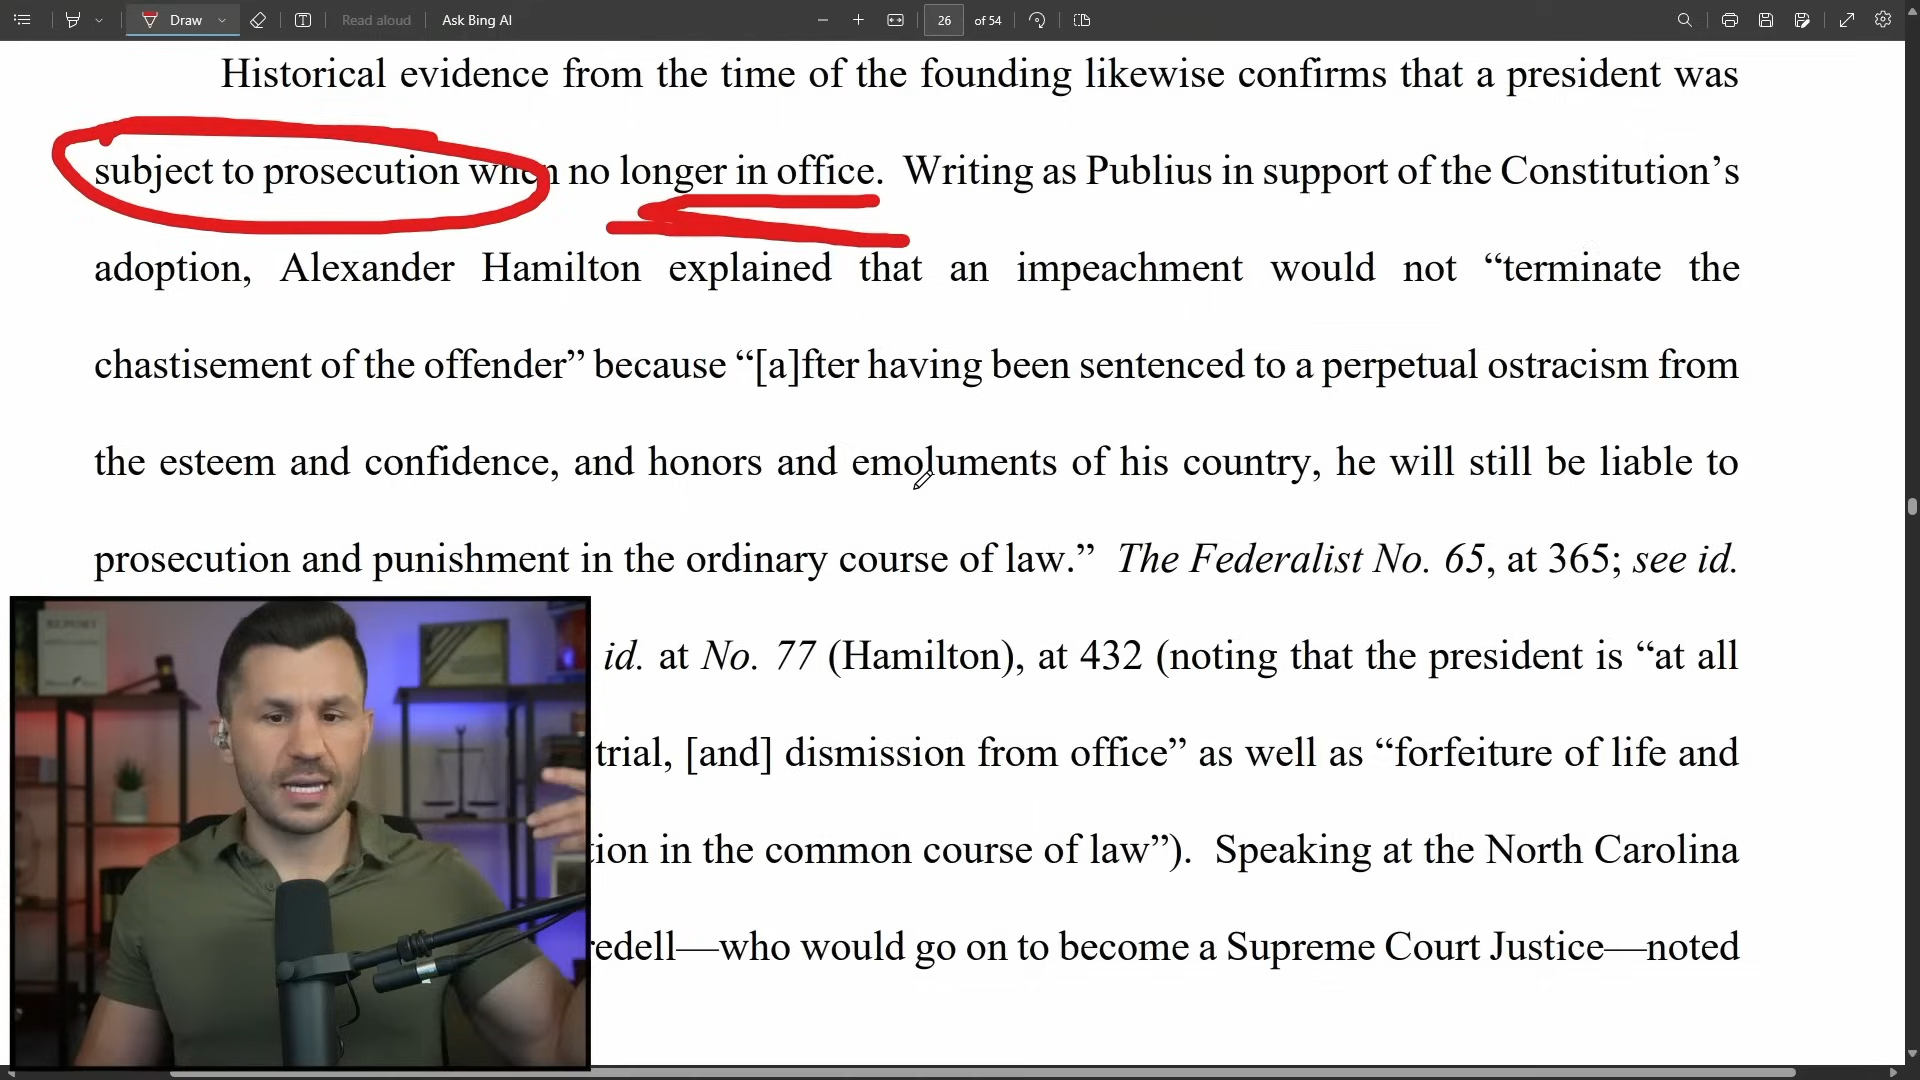 Draw
Read aloud
Ask Bing AI
26
of 54
Historical evidence from the time of the founding likewise confirms that a president was
subject to prosecution when no longer in office.  Writing as Publius in support of the Constitution’s
adoption, Alexander Hamilton explained that an impeachment would not “terminate the
chastisement of the offender” because “[a]fter having been sentenced to a perpetual ostracism from
the esteem and confidence, and honors and emoluments of his country, he will still be liable to
prosecution and punishment in the ordinary course of law.”  The Federalist No. 65, at 365; see id.
id. at No. 77 (Hamilton), at 432 (noting that the president is “at all
trial, [and] dismission from office” as well as “forfeiture of life and
tion in the common course of law”).  Speaking at the North Carolina
redell—who would go on to become a Supreme Court Justice—noted
REPORT